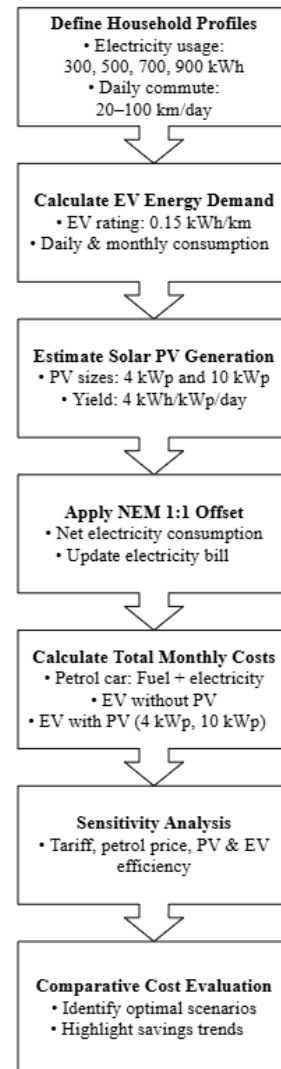 Define Household Profiles
• Electricity usage:
300, 500, 700, 900 kWh
• Daily commute:
20–100 km/day
Calculate EV Energy Demand
• EV rating: 0.15 kWh/km
• Daily & monthly consumption
Estimate Solar PV Generation
• PV sizes: 4 kWp and 10 kWp
• Yield: 4 kWh/kWp/day
Apply NEM 1:1 Offset
• Net electricity consumption
• Update electricity bill
Calculate Total Monthly Costs
• Petrol car: Fuel + electricity
• EV without PV
• EV with PV (4 kWp, 10 kWp)
Sensitivity Analysis
• Tariff, petrol price, PV & EV
efficiency
Comparative Cost Evaluation
• Identify optimal scenarios
• Highlight savings trends